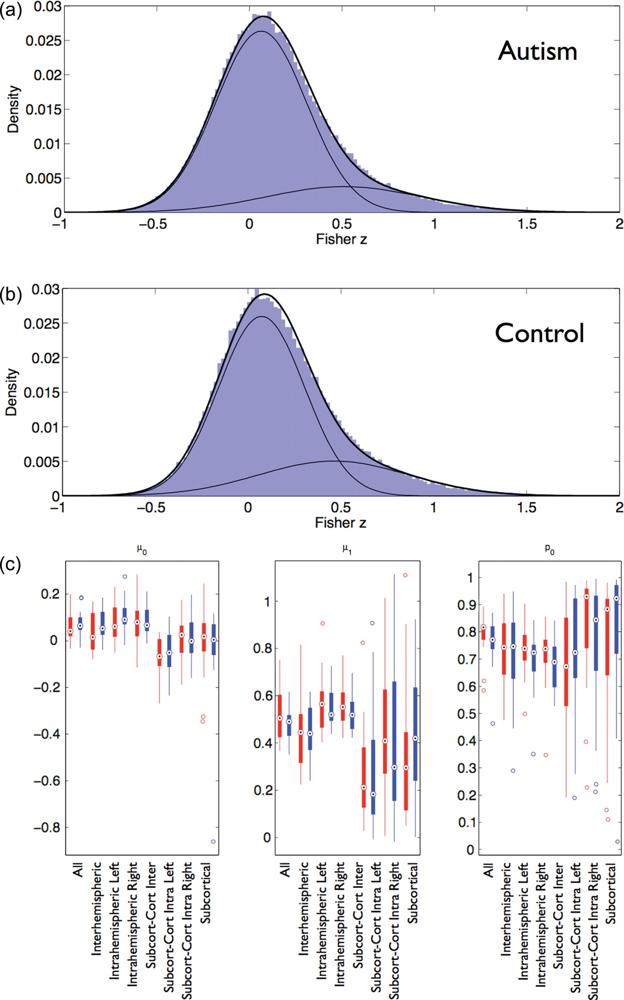 (a)
0.03
0.025
0.02
0.015
0.01
0.005
0
Density
Autism
−1 −0.5 0 0.5 1 1.5 2
Fisher z
(b)
0.03
0.025
0.02
0.015
0.01
0.005
0
Density
Control
−1 −0.5 0 0.5 1 1.5 2
Fisher z
(c)
μ0
0.2
0
−0.2
−0.4
−0.6
−0.8
All
Interhemispheric
Intrahemispheric Left
Intrahemispheric Right
Subcort-Cort Inter
Subcort-Cort Intra Left
Subcort-Cort Intra Right
Subcortical
μ1
1
0.8
0.6
0.4
0.2
0
All
Interhemispheric
Intrahemispheric Left
Intrahemispheric Right
Subcort-Cort Inter
Subcort-Cort Intra Left
Subcort-Cort Intra Right
Subcortical
p0
1
0.9
0.8
0.7
0.6
0.5
0.4
0.3
0.2
0.1
0
All
Interhemispheric
Intrahemispheric Left
Intrahemispheric Right
Subcort-Cort Inter
Subcort-Cort Intra Left
Subcort-Cort Intra Right
Subcortical